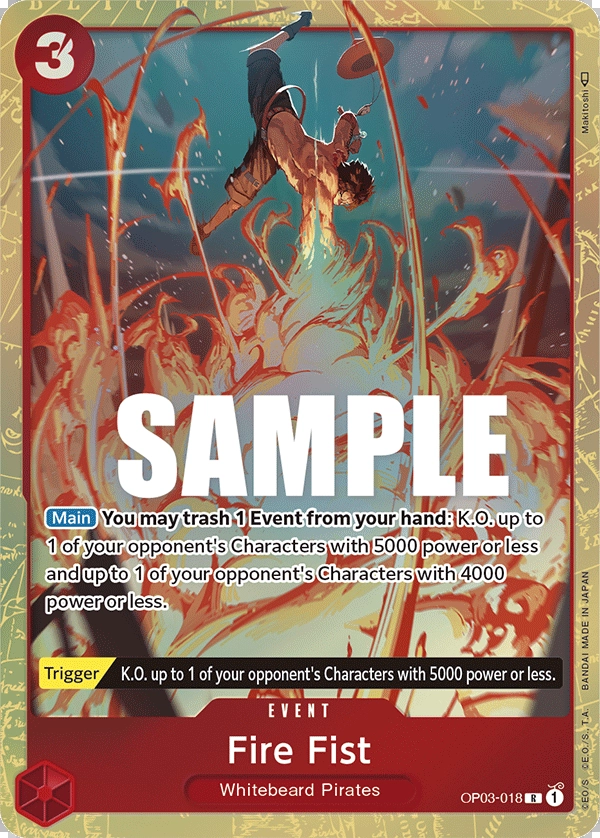 3
Makitoshi
SAMPLE
Main You may trash 1 Event from your hand: K.O. up to
1 of your opponent's Characters with 5000 power or less
and up to 1 of your opponent's Characters with 4000
power or less.
Trigger K.O. up to 1 of your opponent's Characters with 5000 power or less.
EVENT
Fire Fist
Whitebeard Pirates
OP03-018 R 1
©E.O./S. ©E.O./S., T.A. BANDAI MADE IN JAPAN